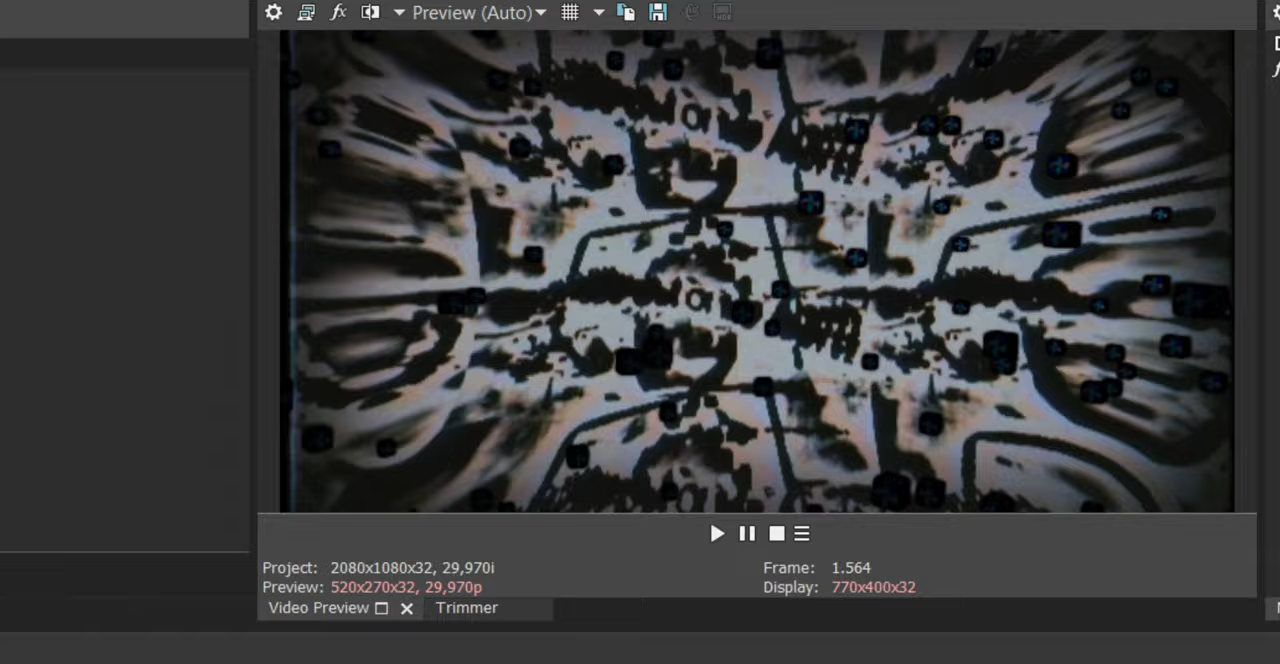 Preview (Auto)
Project: 2080x1080x32, 29,970i
Frame: 1.564
Preview: 520x270x32, 29,970p
Display: 770x400x32
Video Preview
Trimmer